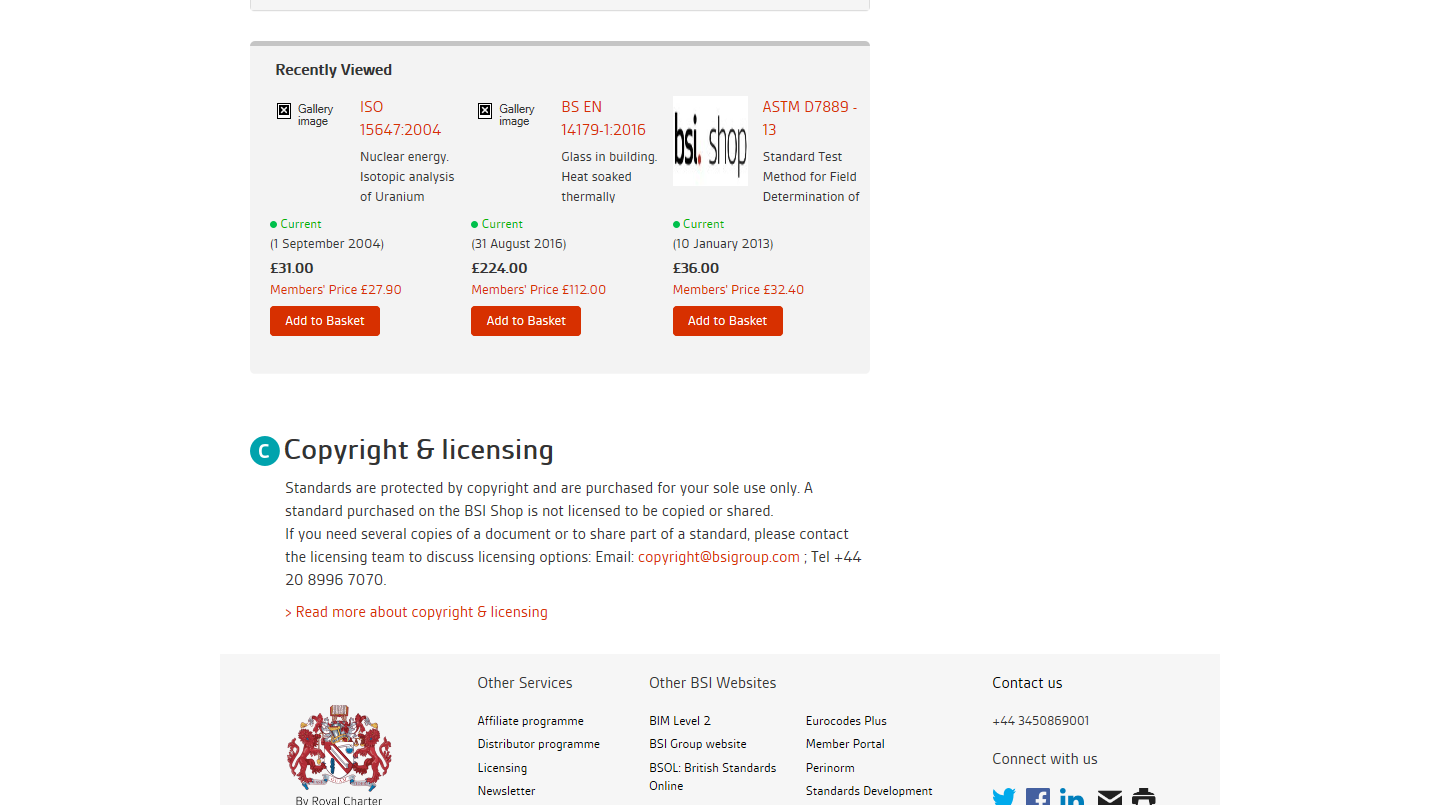 Recently Viewed
Gallery image
ISO
15647:2004
Nuclear energy.
Isotopic analysis
of Uranium
Current
(1 September 2004)
£31.00
Members' Price £27.90
Add to Basket
Gallery image
BS EN
14179-1:2016
Glass in building.
Heat soaked
thermally
Current
(31 August 2016)
£224.00
Members' Price £112.00
Add to Basket
bsi. shop
ASTM D7889 -
13
Standard Test
Method for Field
Determination of
Current
(10 January 2013)
£36.00
Members' Price £32.40
Add to Basket
C Copyright & licensing
Standards are protected by copyright and are purchased for your sole use only. A
standard purchased on the BSI Shop is not licensed to be copied or shared.
If you need several copies of a document or to share part of a standard, please contact
the licensing team to discuss licensing options: Email: copyright@bsigroup.com ; Tel +44
20 8996 7070.
> Read more about copyright & licensing
By Royal Charter
Other Services
Affiliate programme
Distributor programme
Licensing
Newsletter
Other BSI Websites
BIM Level 2
BSI Group website
BSOL: British Standards
Online
Eurocodes Plus
Member Portal
Perinorm
Standards Development
Contact us
+44 3450869001
Connect with us